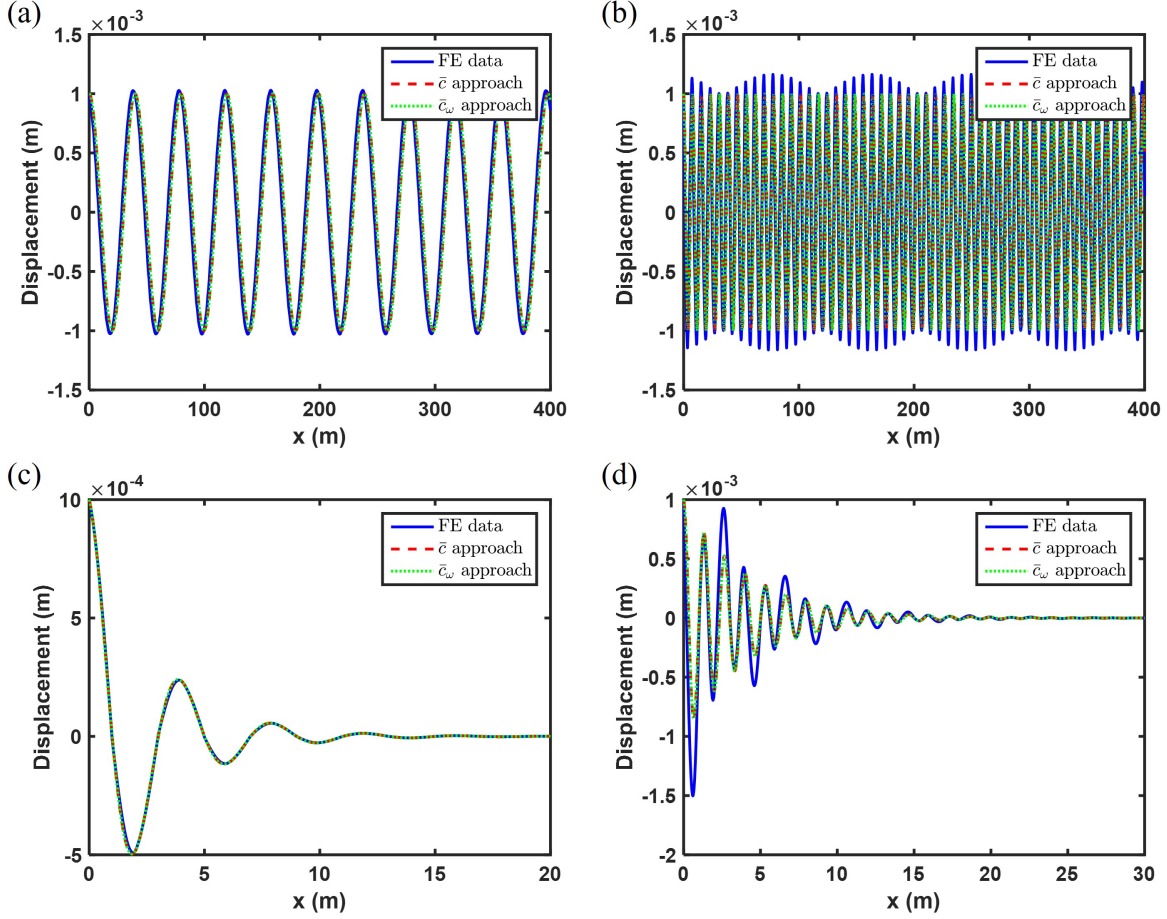 (a)
×10⁻³
1.5
1
0.5
0
-0.5
-1
-1.5
Displacement (m)
0 100 200 300 400
x (m)
FE data
c̄ approach
c̄_ω approach
(b)
×10⁻³
1.5
1
0.5
0
-0.5
-1
-1.5
Displacement (m)
0 100 200 300 400
x (m)
FE data
c̄ approach
c̄_ω approach
(c)
×10⁻⁴
10
5
0
-5
Displacement (m)
0 5 10 15 20
x (m)
FE data
c̄ approach
c̄_ω approach
(d)
×10⁻³
1
0.5
0
-0.5
-1
-1.5
-2
Displacement (m)
0 5 10 15 20 25 30
x (m)
FE data
c̄ approach
c̄_ω approach